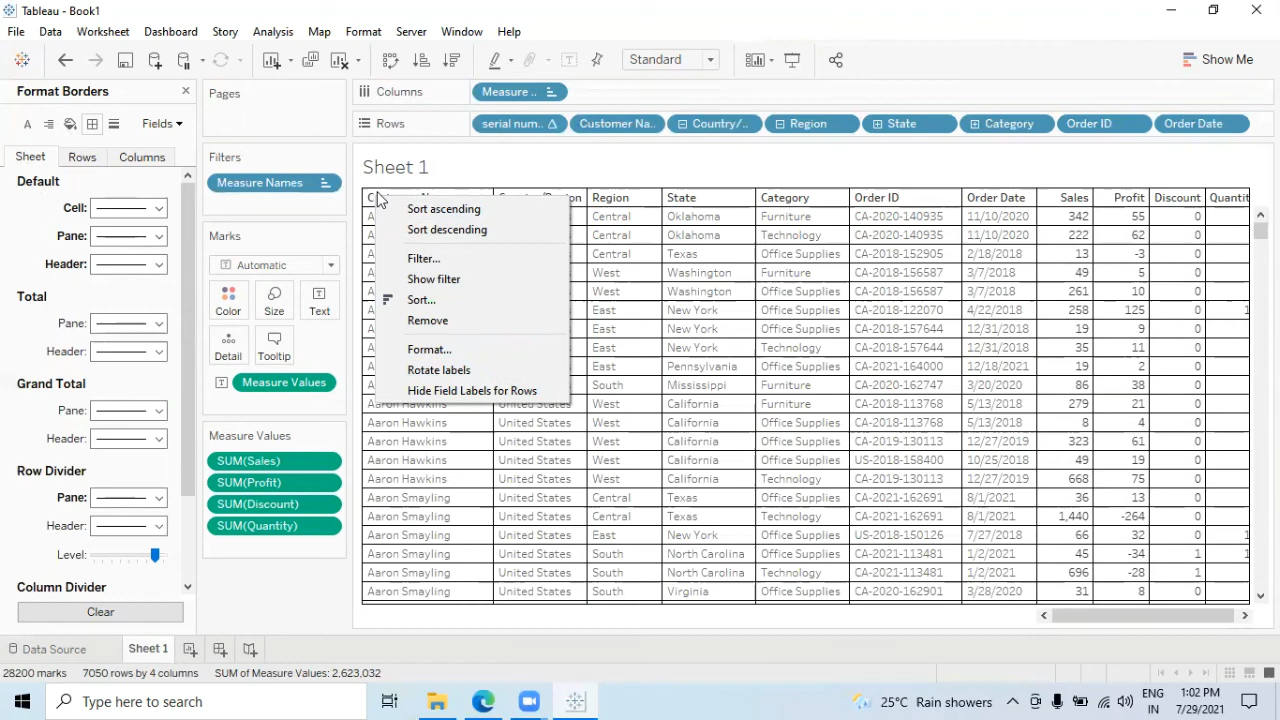 Tableau - Book1
File Data Worksheet Dashboard Story Analysis Map Format Server Window Help
Standard
Show Me
Format Borders
Fields
Sheet Rows Columns
Default
Cell:
Pane:
Header:
Total
Pane:
Header:
Grand Total
Pane:
Header:
Row Divider
Pane:
Header:
Level:
Column Divider
Clear
Pages
Filters
Measure Names
Marks
Automatic
Color Size Text
Detail Tooltip
Measure Values
Measure Values
SUM(Sales)
SUM(Profit)
SUM(Discount)
SUM(Quantity)
Columns Measure ..
Rows serial num.. Customer Na.. Country/.. Region State Category Order ID Order Date
Sheet 1
Region State Category Order ID Order Date Sales Profit Discount Quantit
Central Oklahoma Furniture CA-2020-140935 11/10/2020 342 55 0
Central Oklahoma Technology CA-2020-140935 11/10/2020 222 62 0
Central Texas Office Supplies CA-2018-152905 2/18/2018 13 -3 0
West Washington Furniture CA-2018-156587 3/7/2018 49 5 0
West Washington Office Supplies CA-2018-156587 3/7/2018 261 10 0
East New York Office Supplies CA-2018-122070 4/22/2018 258 125 0 1
East New York Office Supplies CA-2018-157644 12/31/2018 19 9 0
East New York Technology CA-2018-157644 12/31/2018 35 11 0
East Pennsylvania Office Supplies CA-2021-164000 12/18/2021 19 2 0
South Mississippi Furniture CA-2020-162747 3/20/2020 86 38 0
Aaron Hawkins United States West California Furniture CA-2018-113768 5/13/2018 279 21 0
Aaron Hawkins United States West California Office Supplies CA-2018-113768 5/13/2018 8 4 0
Aaron Hawkins United States West California Office Supplies CA-2019-130113 12/27/2019 323 61 0
Aaron Hawkins United States West California Office Supplies US-2018-158400 10/25/2018 49 19 0
Aaron Hawkins United States West California Technology CA-2019-130113 12/27/2019 668 75 0
Aaron Smayling United States Central Texas Office Supplies CA-2021-162691 8/1/2021 36 13 0
Aaron Smayling United States Central Texas Technology CA-2021-162691 8/1/2021 1,440 -264 0
Aaron Smayling United States East New York Office Supplies US-2018-150126 7/27/2018 66 32 0 1
Aaron Smayling United States South North Carolina Office Supplies CA-2021-113481 1/2/2021 45 -34 1 1
Aaron Smayling United States South North Carolina Technology CA-2021-113481 1/2/2021 696 -28 1
Aaron Smayling United States South Virginia Office Supplies CA-2020-162901 3/28/2020 31 8 0
Sort ascending
Sort descending
Filter...
Show filter
Sort...
Remove
Format...
Rotate labels
Hide Field Labels for Rows
Data Source Sheet 1
28200 marks 7050 rows by 4 columns SUM of Measure Values: 2,623,032
Type here to search
25°C Rain showers
ENG
IN
1:02 PM
7/29/2021